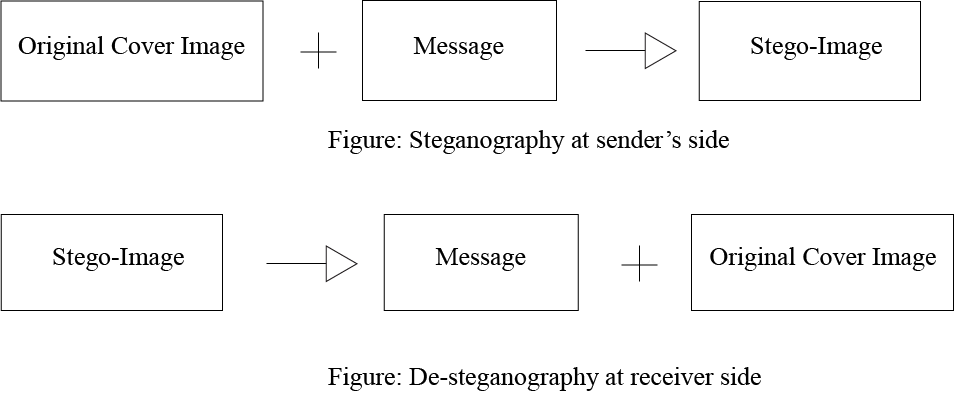 Original Cover Image + Message Stego-Image
Figure: Steganography at sender’s side
Stego-Image Message + Original Cover Image
Figure: De-steganography at receiver side